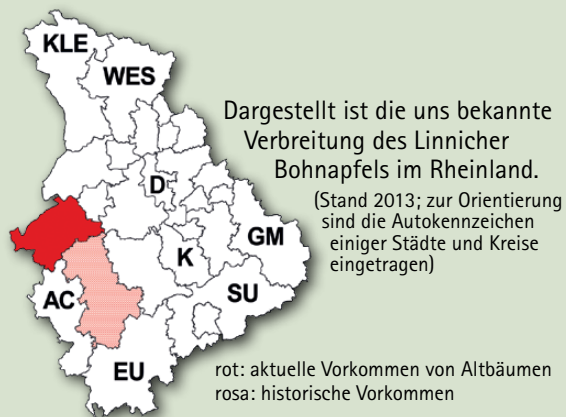 KLE
WES
Dargestellt ist die uns bekannte
Verbreitung des Linnicher
Bohnapfels im Rheinland.
(Stand 2013; zur Orientierung
sind die Autokennzeichen
einiger Städte und Kreise
eingetragen)
D
GM
K
AC
SU
EU
rot: aktuelle Vorkommen von Altbäumen
rosa: historische Vorkommen